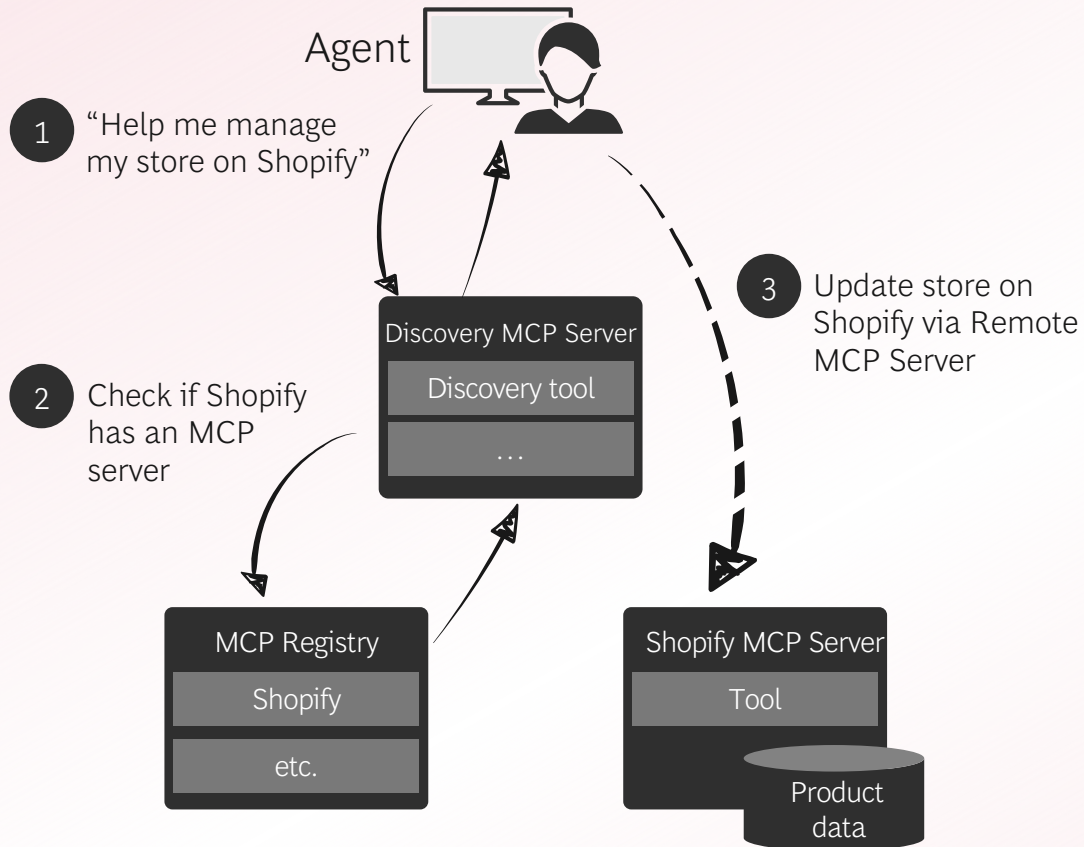 Agent
1
“Help me manage
my store on Shopify”
Discovery MCP Server
Discovery tool
...
2
Check if Shopify
has an MCP
server
3
Update store on
Shopify via Remote
MCP Server
MCP Registry
Shopify
etc.
Shopify MCP Server
Tool
Product
data